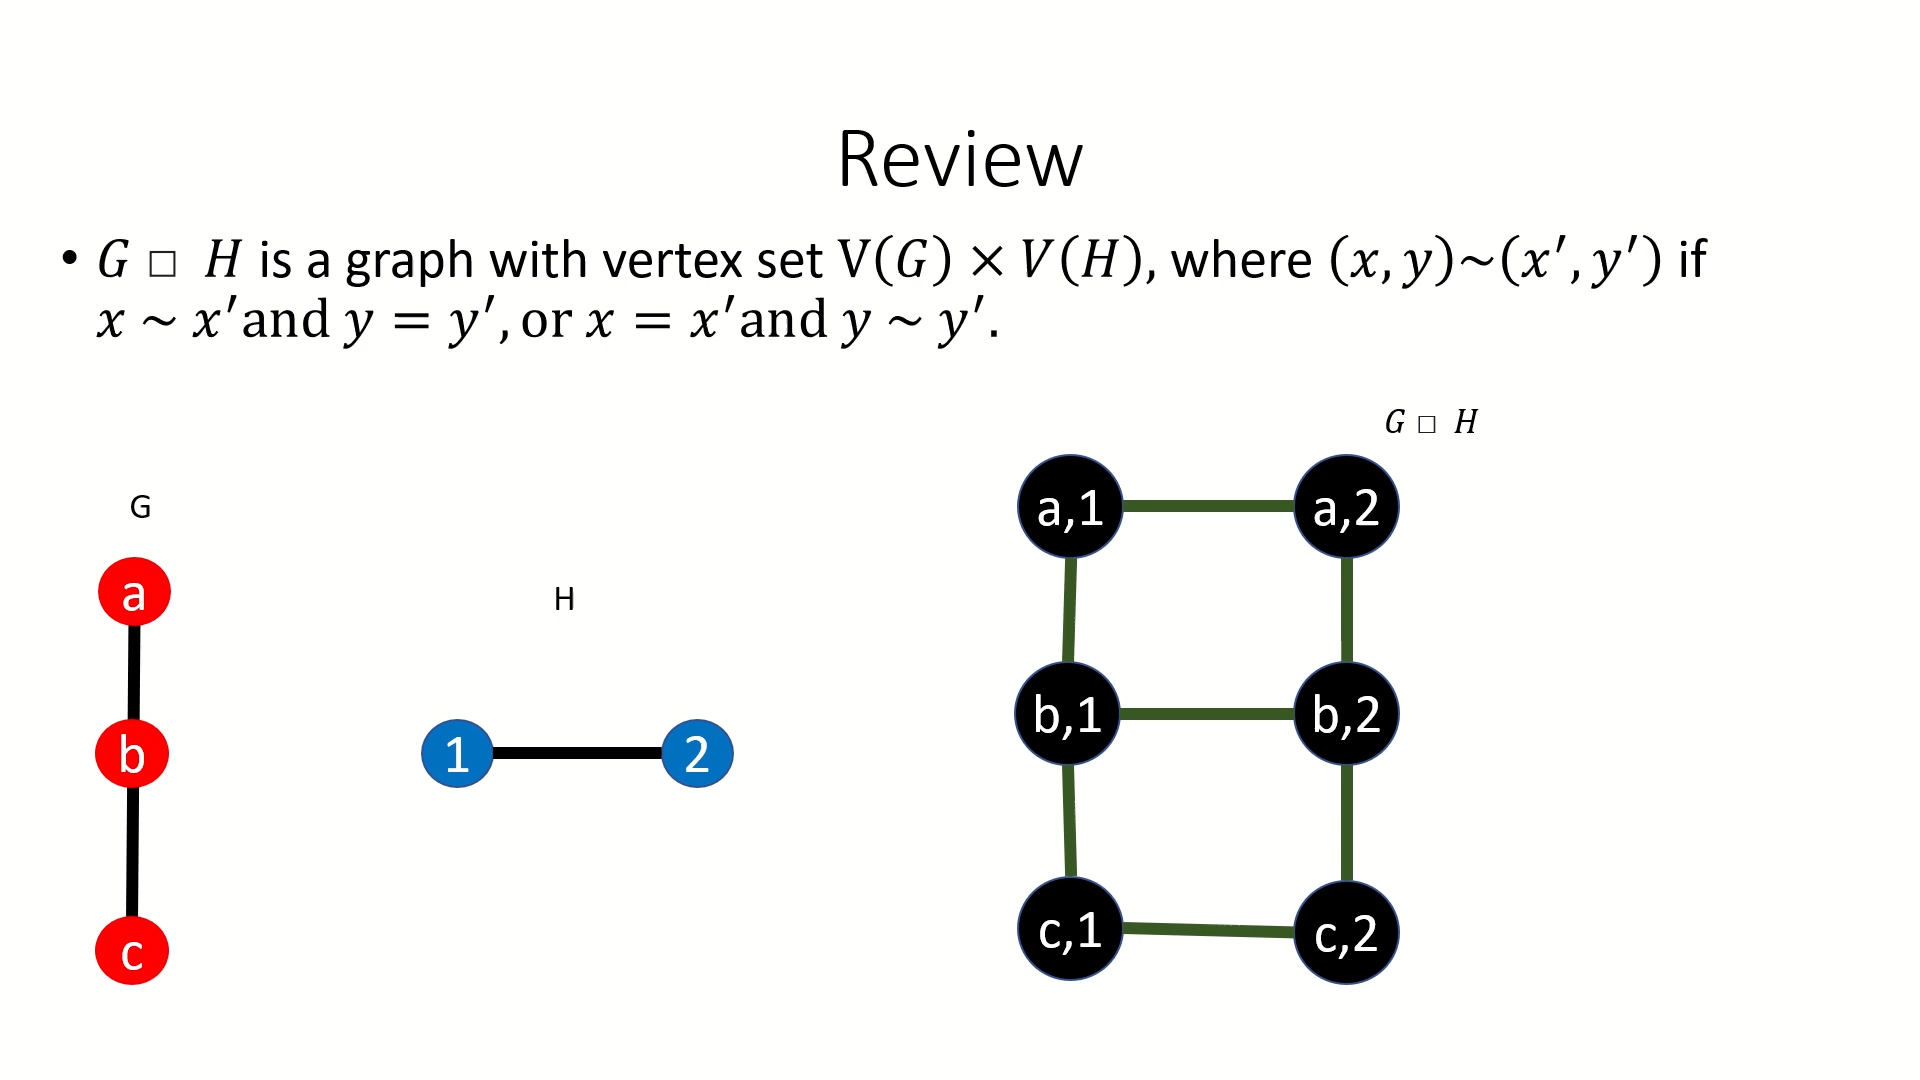 Review
• G □ H is a graph with vertex set V(G) × V(H), where (x, y)~(x′, y′) if
x ~ x′and y = y′, or x = x′and y ~ y′.
G □ H
G
H
a
b
c
1
2
a,1
a,2
b,1
b,2
c,1
c,2